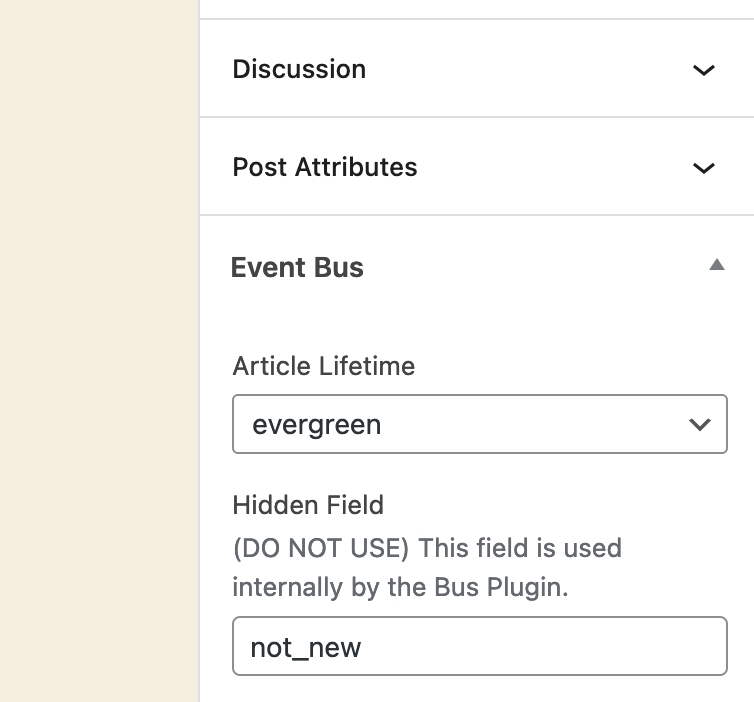 Discussion
Post Attributes
Event Bus
Article Lifetime
evergreen
Hidden Field
(DO NOT USE) This field is used
internally by the Bus Plugin.
not_new